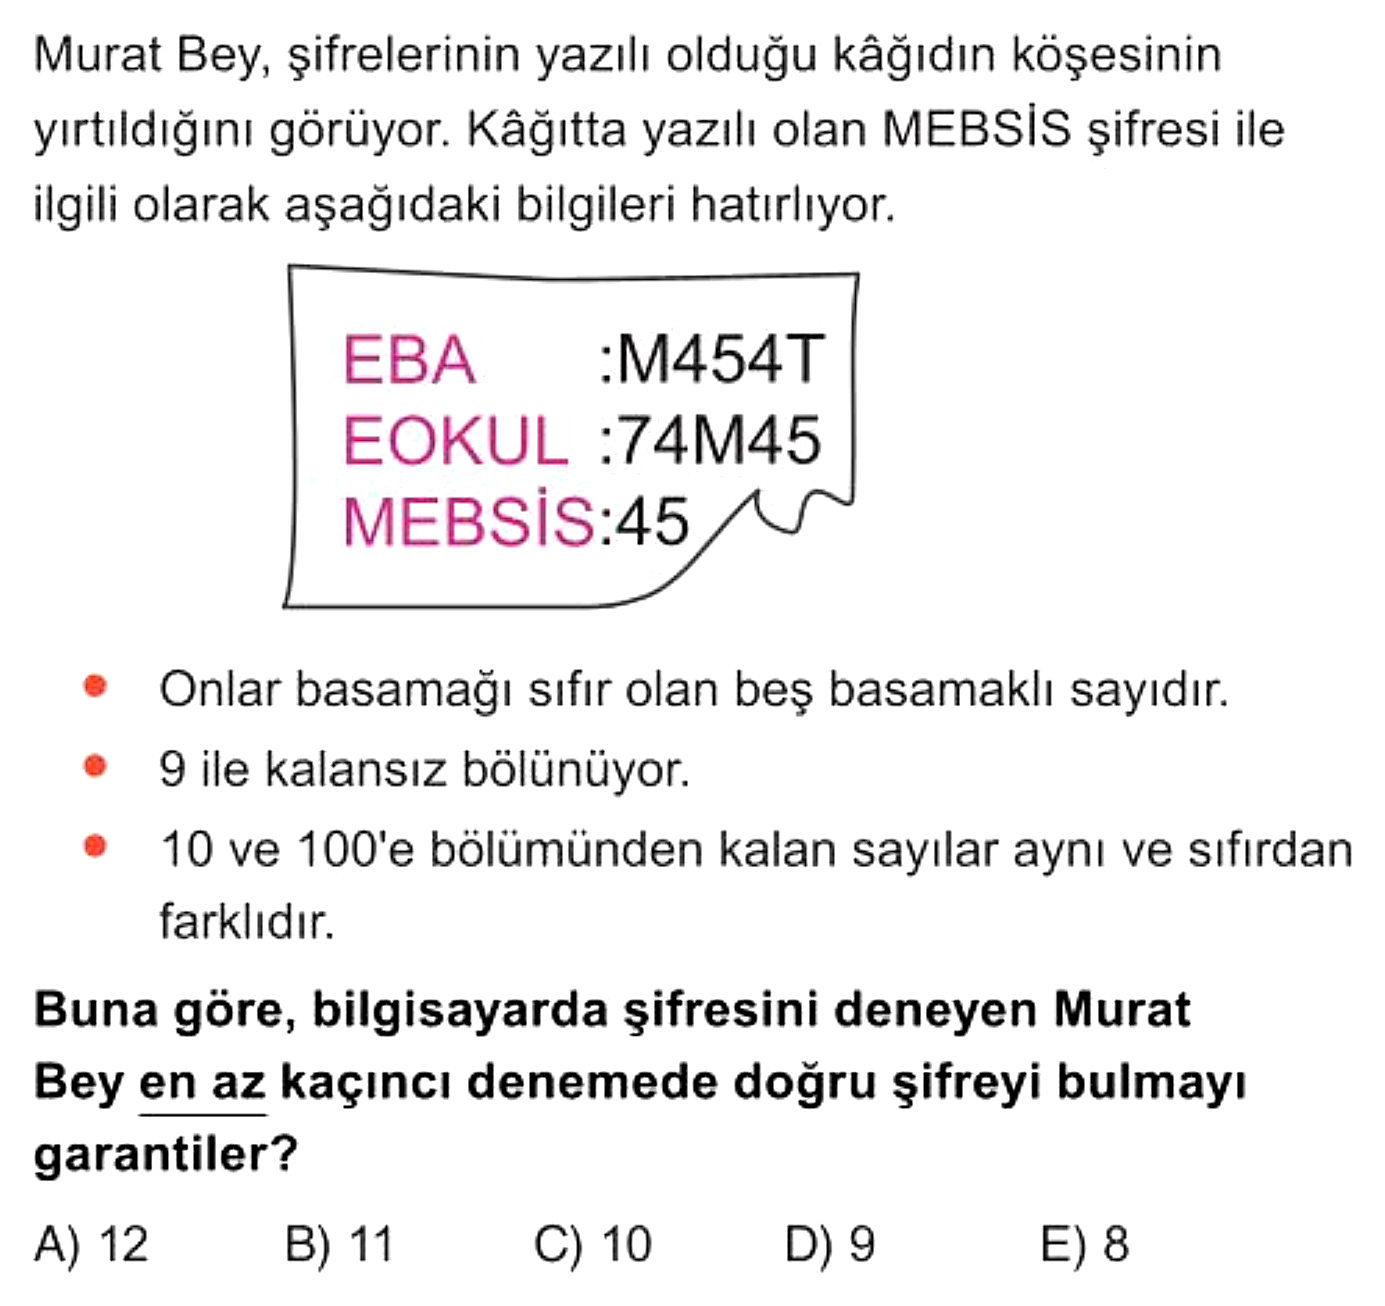 Murat Bey, şifrelerinin yazılı olduğu kâğıdın köşesinin
yırtıldığını görüyor. Kâğıtta yazılı olan MEBSİS şifresi ile
ilgili olarak aşağıdaki bilgileri hatırlıyor.
EBA :M454T
EOKUL :74M45
MEBSİS:45
• Onlar basamağı sıfır olan beş basamaklı sayıdır.
• 9 ile kalansız bölünüyor.
• 10 ve 100'e bölümünden kalan sayılar aynı ve sıfırdan
farklıdır.
Buna göre, bilgisayarda şifresini deneyen Murat
Bey en az kaçıncı denemede doğru şifreyi bulmayı
garantiler?
A) 12 B) 11 C) 10 D) 9 E) 8